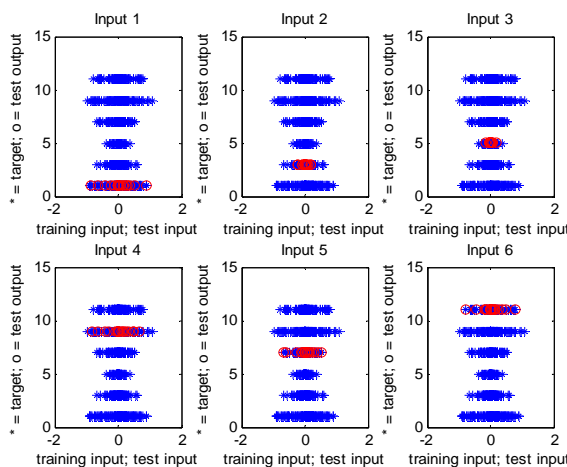 Input 1
Input 2
Input 3
* = target; o = test output
15
10
5
0
-2
0
2
training input; test input
* = target; o = test output
15
10
5
0
-2
0
2
training input; test input
* = target; o = test output
15
10
5
0
-2
0
2
training input; test input
Input 4
Input 5
Input 6
* = target; o = test output
15
10
5
0
-2
0
2
training input; test input
* = target; o = test output
15
10
5
0
-2
0
2
training input; test input
* = target; o = test output
15
10
5
0
-2
0
2
training input; test input